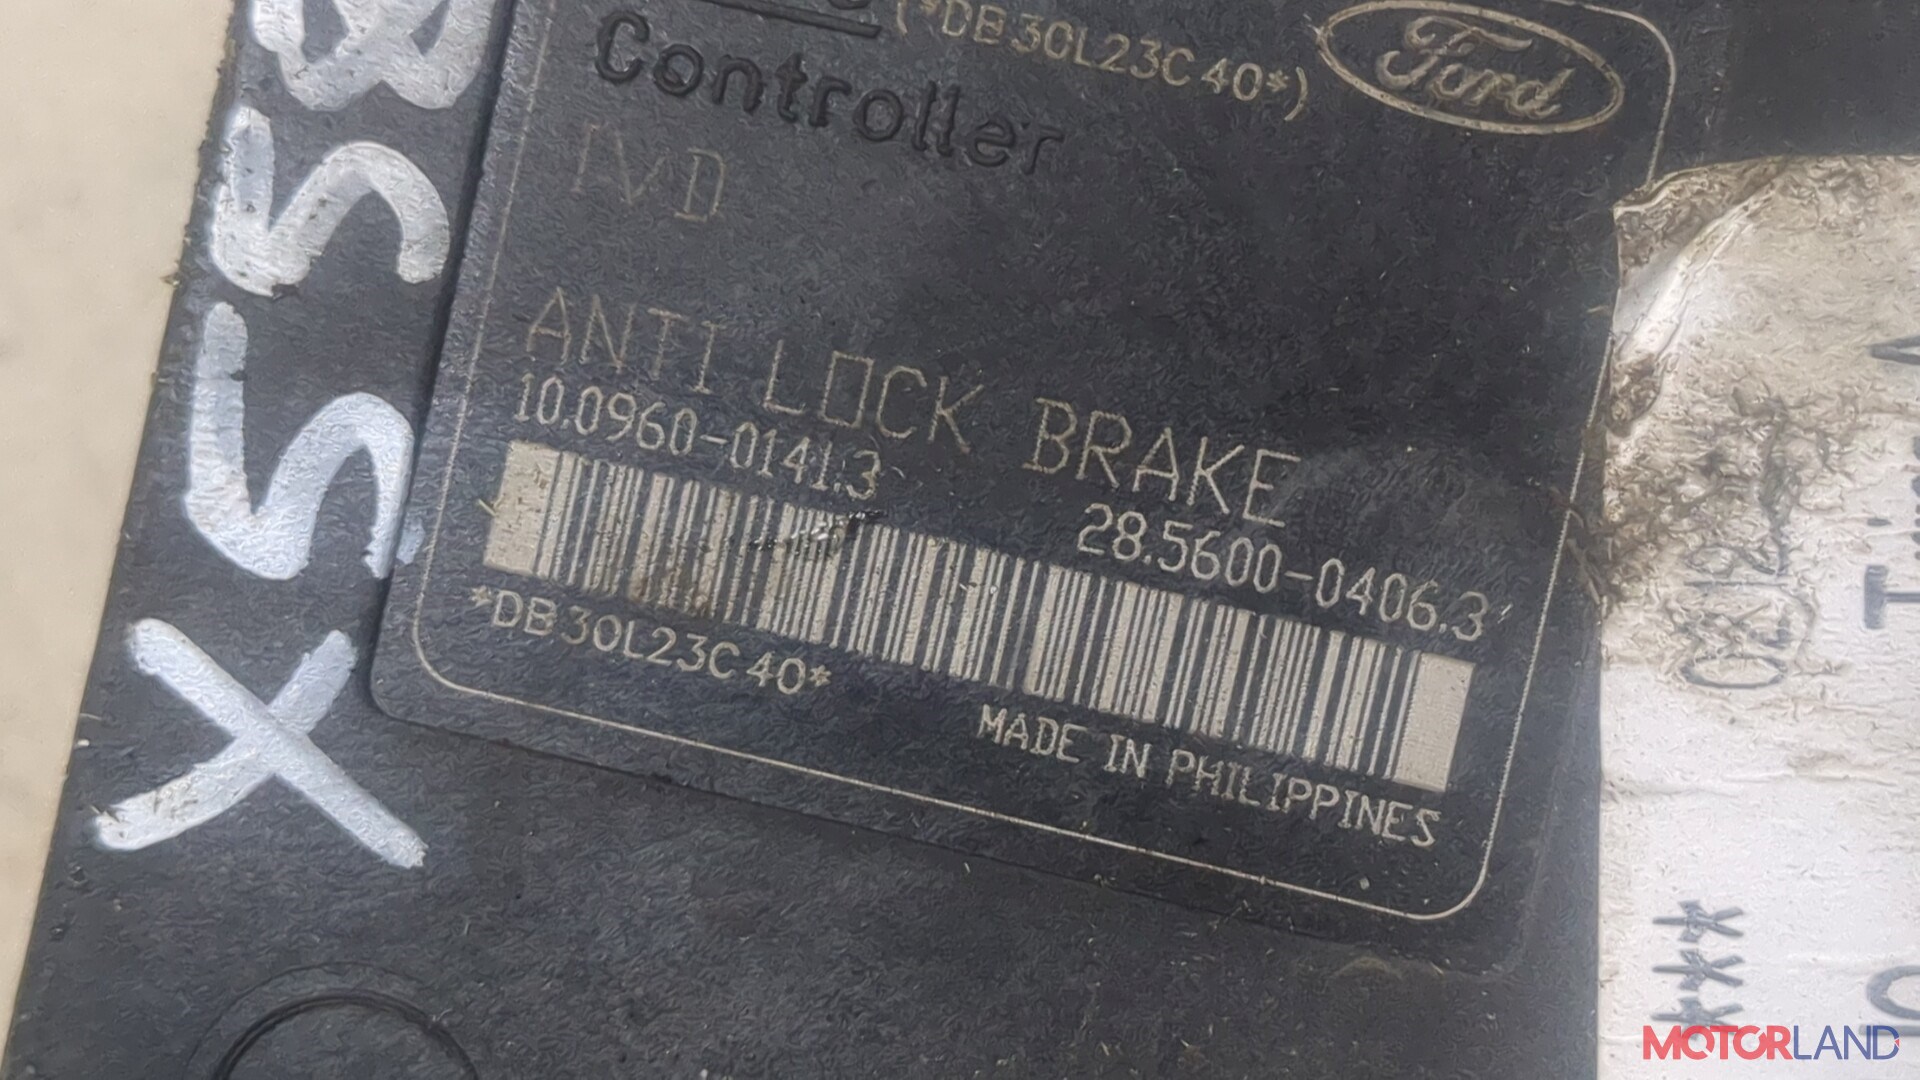 (*DB30L23C40*)
Ford
Controller
IVD
ANTI LOCK BRAKE
10.0960-0141.3
28.5600-0406.3
*DB30L23C40*
MADE IN PHILIPPINES
***
MOTORLAND